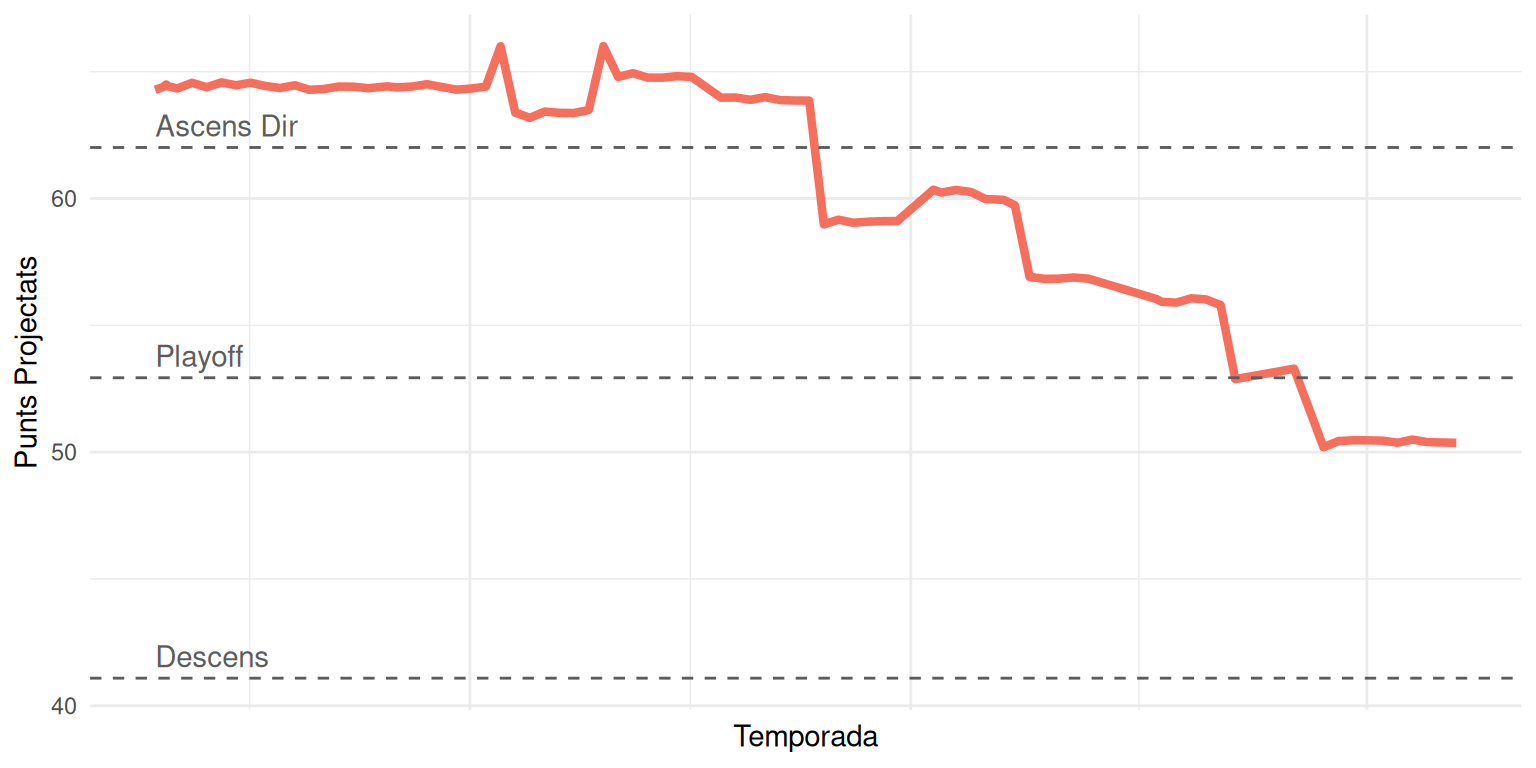 Ascens Dir
60
Playoff
50
Descens
40
Punts Projectats
Temporada